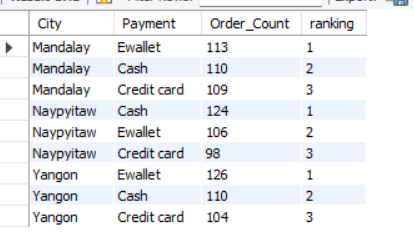 City Payment Order_Count ranking
Mandalay Ewallet 113 1
Mandalay Cash 110 2
Mandalay Credit card 109 3
Naypyitaw Cash 124 1
Naypyitaw Ewallet 106 2
Naypyitaw Credit card 98 3
Yangon Ewallet 126 1
Yangon Cash 110 2
Yangon Credit card 104 3